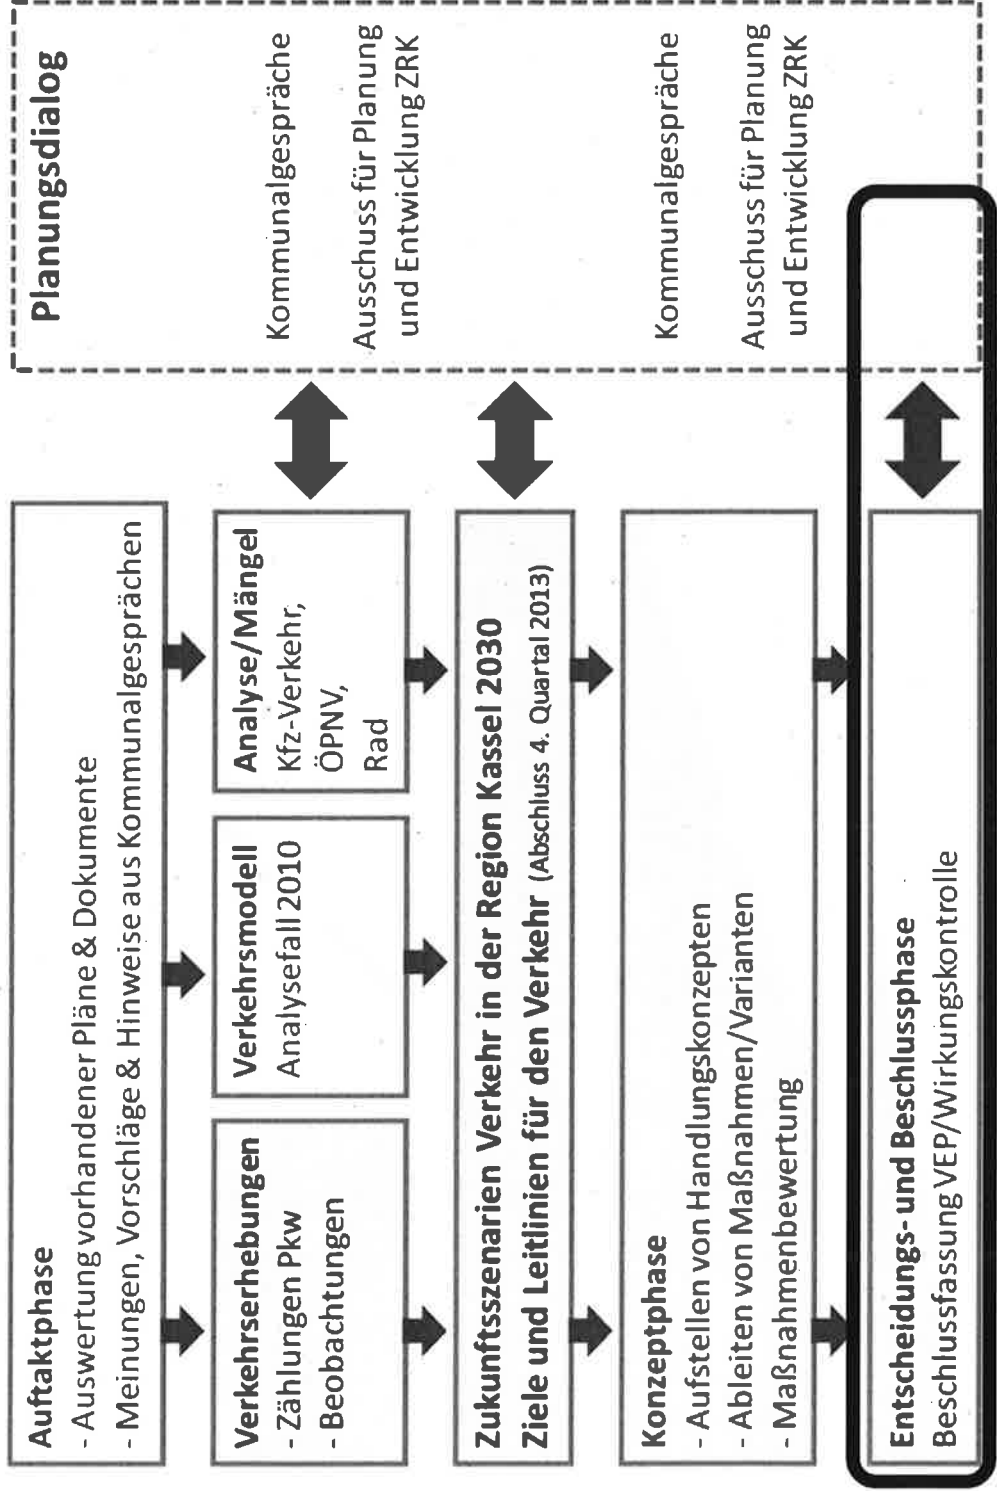 Auftaktphase
- Auswertung vorhandener Pläne & Dokumente
- Meinungen, Vorschläge & Hinweise aus Kommunalgesprächen
Verkehrserhebungen
- Zählungen Pkw
- Beobachtungen
Verkehrsmodell
Analysefall 2010
Analyse/Mängel
Kfz-Verkehr,
ÖPNV,
Rad
Zukunftsszenarien Verkehr in der Region Kassel 2030
Ziele und Leitlinien für den Verkehr (Abschluss 4. Quartal 2013)
Konzeptphase
- Aufstellen von Handlungskonzepten
- Ableiten von Maßnahmen/Varianten
- Maßnahmenbewertung
Entscheidungs- und Beschlussphase
Beschlussfassung VEP/Wirkungskontrolle
Planungsdialog
Kommunalgespräche
Ausschuss für Planung
und Entwicklung ZRK
Kommunalgespräche
Ausschuss für Planung
und Entwicklung ZRK